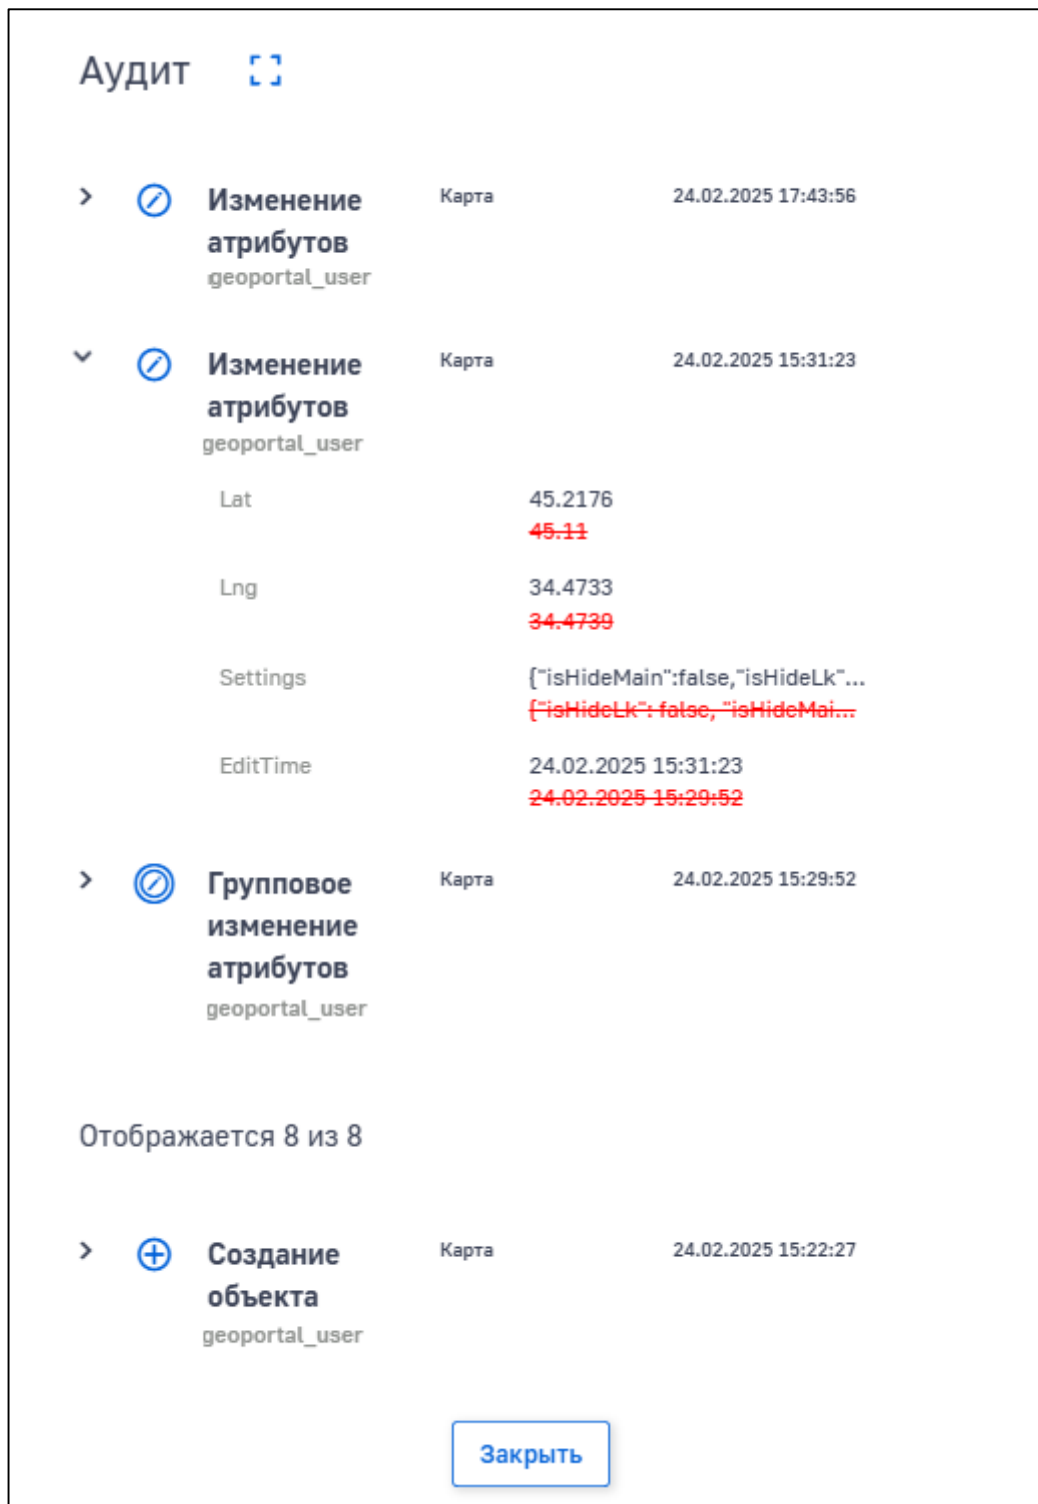 Аудит
Изменение Карта 24.02.2025 17:43:56
атрибутов
geoportal_user
Изменение Карта 24.02.2025 15:31:23
атрибутов
geoportal_user
Lat 45.2176
45.11
Lng 34.4733
34.4739
Settings {"isHideMain":false,"isHideLk"...
{"isHideLk": false, "isHideMai...
EditTime 24.02.2025 15:31:23
24.02.2025 15:29:52
Групповое Карта 24.02.2025 15:29:52
изменение
атрибутов
geoportal_user
Отображается 8 из 8
Создание Карта 24.02.2025 15:22:27
объекта
geoportal_user
Закрыть